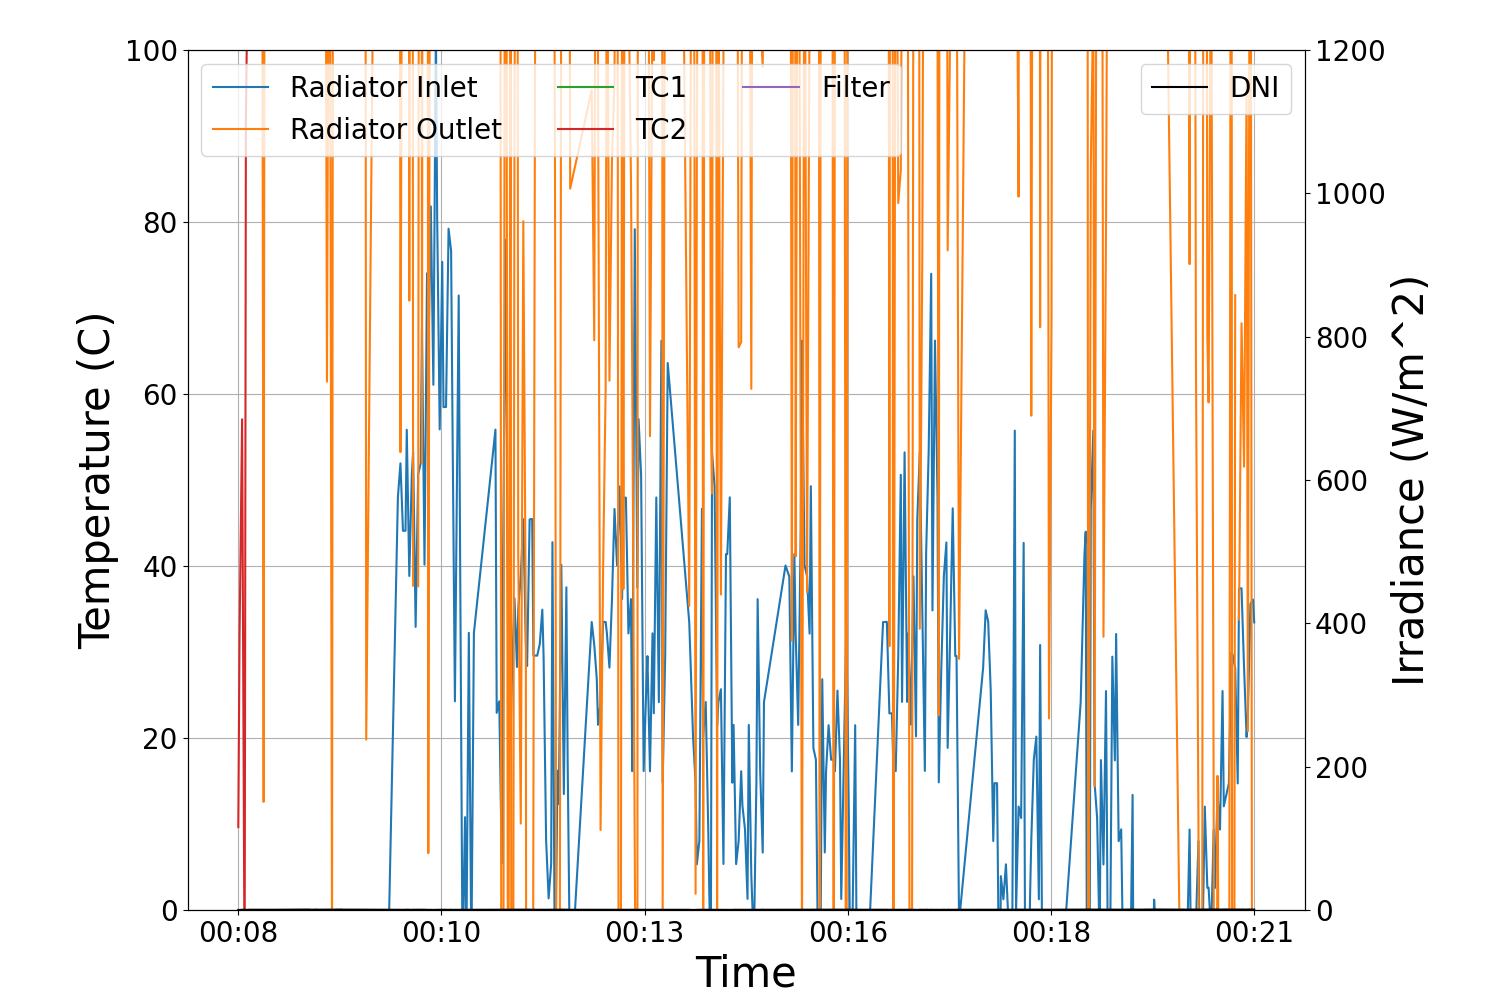 Radiator Inlet
Radiator Outlet
TC1
TC2
Filter
DNI
100
80
60
40
20
0
Temperature (C)
1200
1000
800
600
400
200
0
Irradiance (W/m^2)
00:08
00:10
00:13
00:16
00:18
00:21
Time